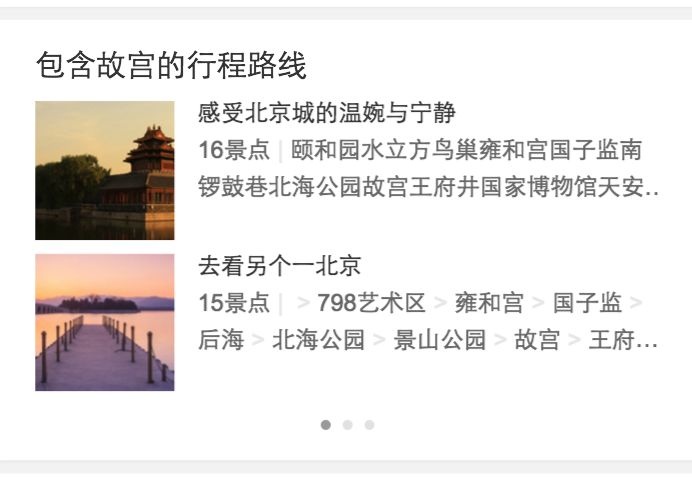 包含故宫的行程路线
感受北京城的温婉与宁静
16景点 | 颐和园水立方鸟巢雍和宫国子监南
锣鼓巷北海公园故宫王府井国家博物馆天安..
去看另个一北京
15景点 | > 798艺术区 > 雍和宫 > 国子监 >
后海 > 北海公园 > 景山公园 > 故宫 > 王府...